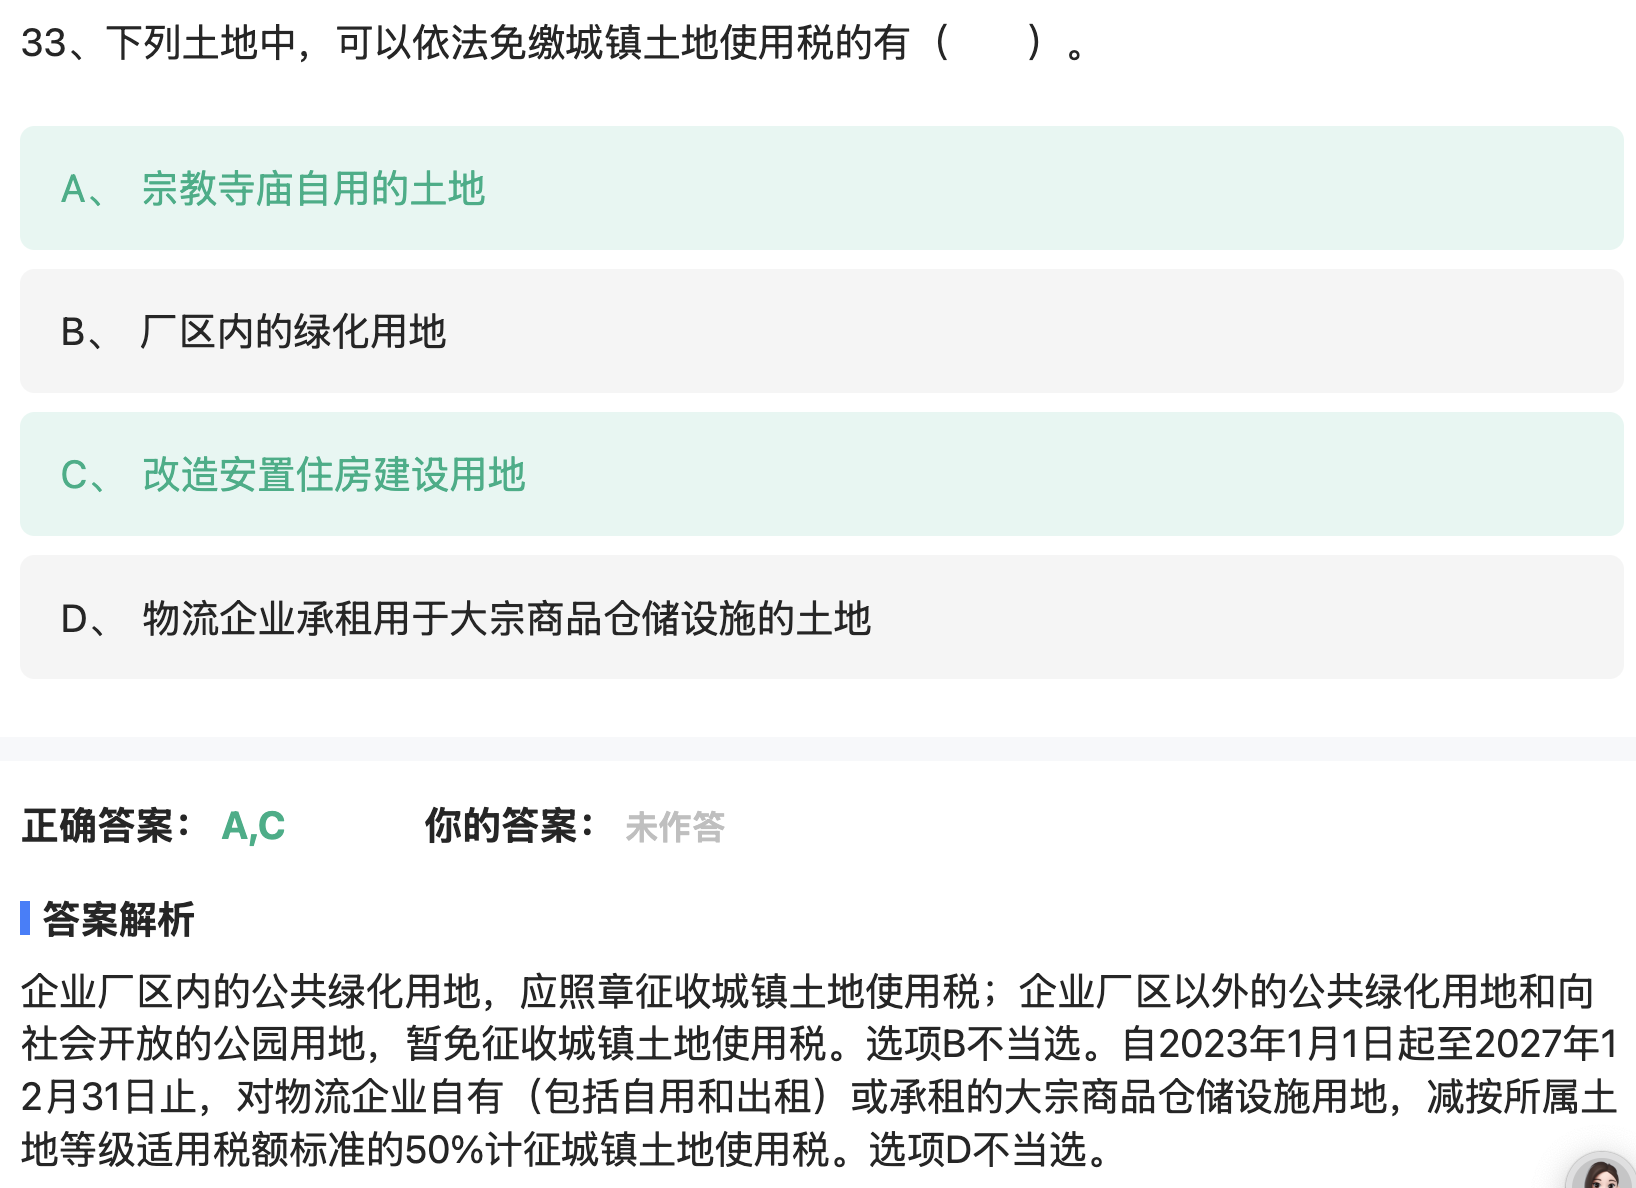 33、下列土地中，可以依法免缴城镇土地使用税的有（　　）。
A、 宗教寺庙自用的土地
B、 厂区内的绿化用地
C、 改造安置住房建设用地
D、 物流企业承租用于大宗商品仓储设施的土地
正确答案： A,C 你的答案： 未作答
答案解析
企业厂区内的公共绿化用地，应照章征收城镇土地使用税；企业厂区以外的公共绿化用地和向
社会开放的公园用地，暂免征收城镇土地使用税。选项B不当选。自2023年1月1日起至2027年1
2月31日止，对物流企业自有（包括自用和出租）或承租的大宗商品仓储设施用地，减按所属土
地等级适用税额标准的50%计征城镇土地使用税。选项D不当选。